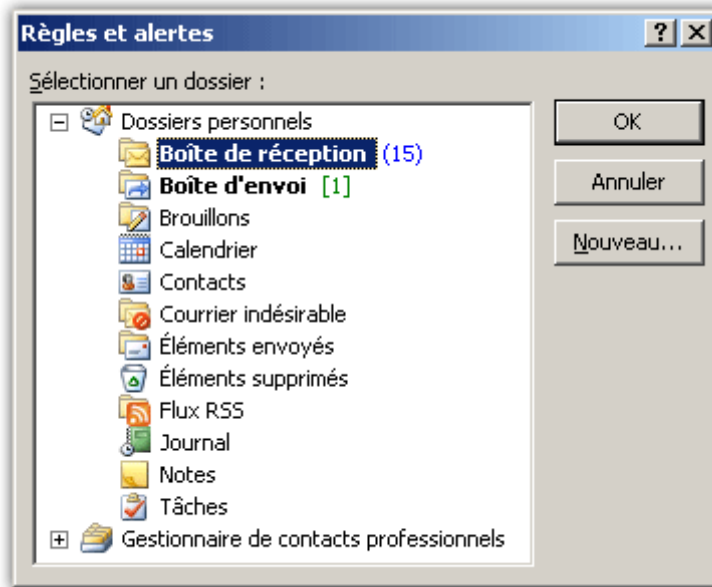 Règles et alertes
Sélectionner un dossier :
Dossiers personnels
OK
Boîte de réception (15)
Boîte d'envoi [1]
Annuler
Brouillons
Nouveau...
Calendrier
Contacts
Courrier indésirable
Éléments envoyés
Éléments supprimés
Flux RSS
Journal
Notes
Tâches
Gestionnaire de contacts professionnels